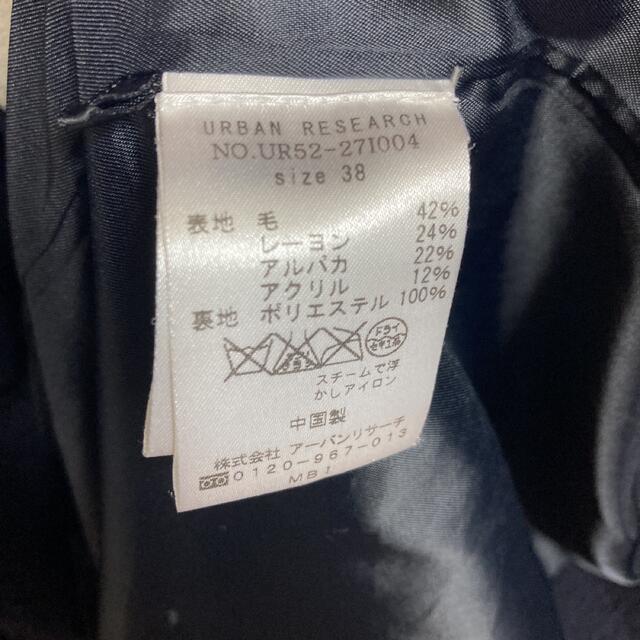 URBAN RESEARCH
NO.UR52-27I004
size 38
表地 毛 42%
レーヨン 24%
アルパカ 22%
アクリル 12%
裏地 ポリエステル 100%
ドライ
スチームで浮
かしアイロン
中国製
株式会社 アーバンリサーチ
0120-967-013
MB1